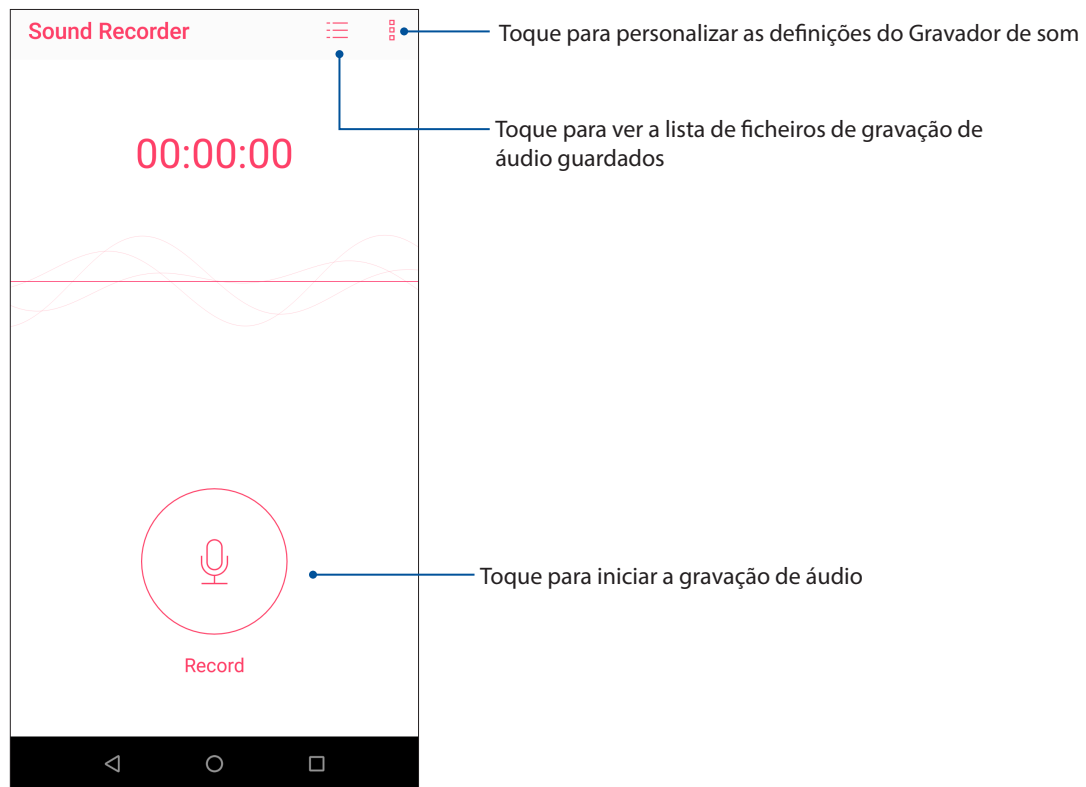 Sound Recorder
Toque para personalizar as definições do Gravador de som
Toque para ver a lista de ficheiros de gravação de
áudio guardados
00:00:00
Toque para iniciar a gravação de áudio
Record